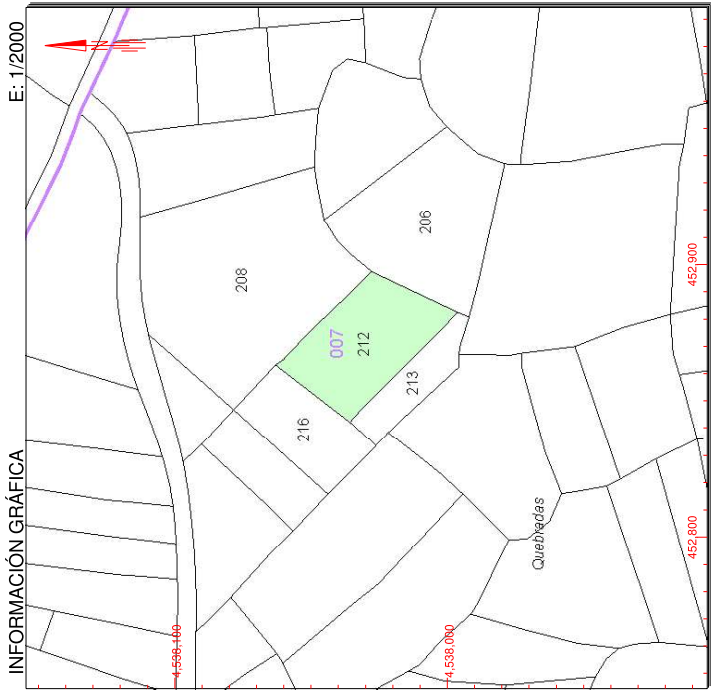 INFORMACIÓN GRÁFICA
E: 1/2000
N
208
206
007
212
213
216
Quebradas
452,900
452,800
4,538,100
4,538,000